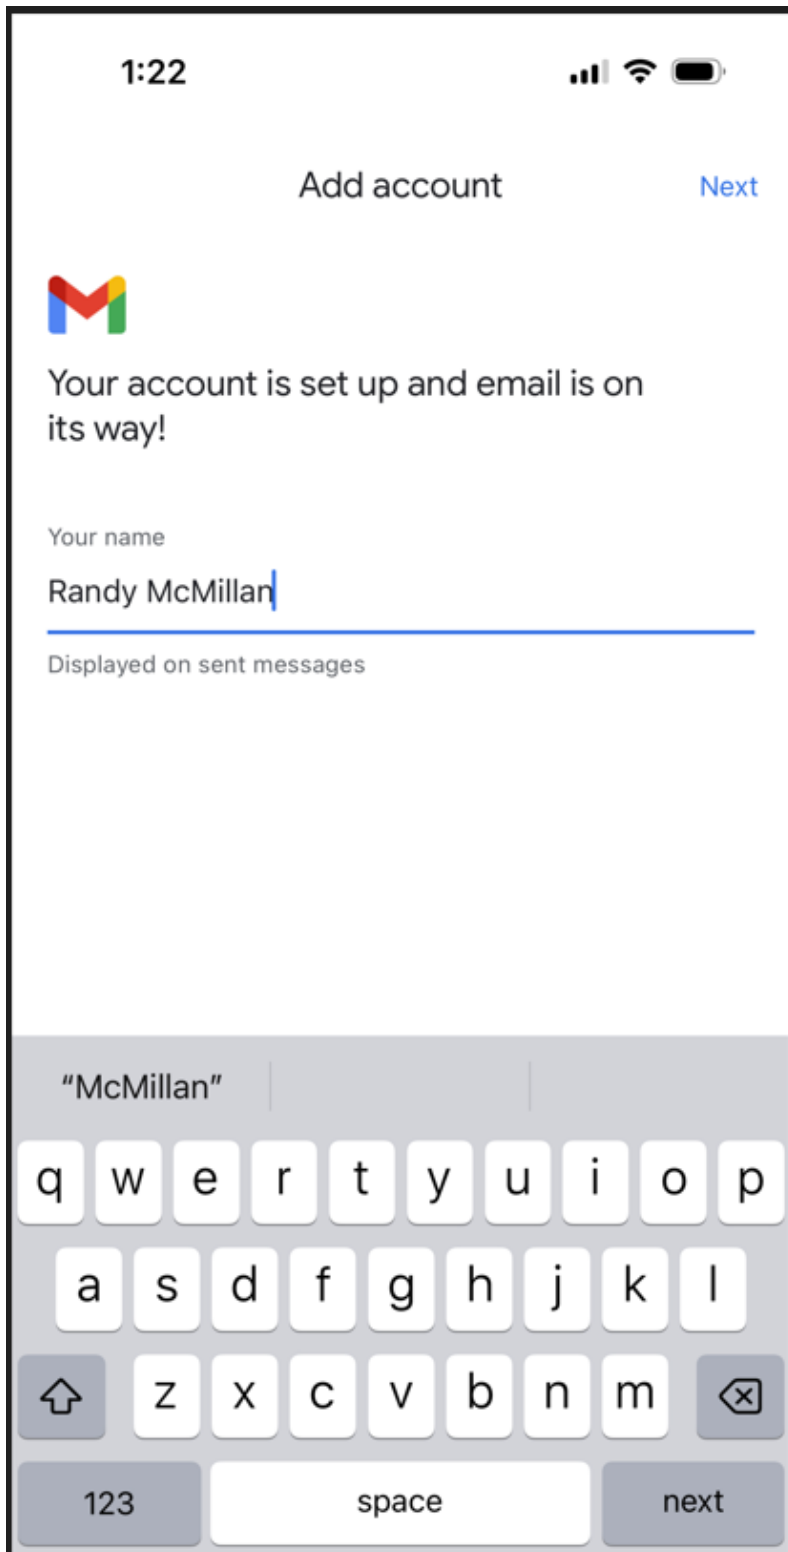 1:22
Add account
Next
Your account is set up and email is on
its way!
Your name
Randy McMillan
Displayed on sent messages
“McMillan”
q w e r t y u i o p
a s d f g h j k l
z x c v b n m
123 space next